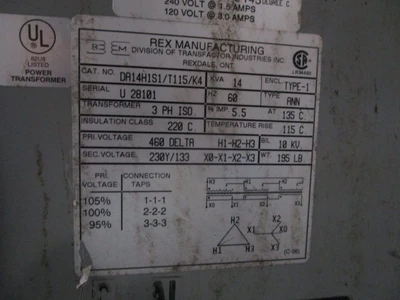 240 VOLT @ 1.5 AMPS
120 VOLT @ 3.0 AMPS
UL
LISTED
POWER
TRANSFORMER
REX MANUFACTURING
DIVISION OF TRANSFACTOR INDUSTRIES INC.
REXDALE, ONT.
CAT. NO. DA14H1S1/T115/K4 KVA 14 ENCL TYPE-1
SERIAL U 28101 HZ 60 TYPE ANN
TRANSFORMER 3 PH ISO % IMP 5.5 AT 135 C.
INSULATION CLASS 220 C. TEMPERATURE RISE 115 C.
PRI. VOLTAGE 460 DELTA H1-H2-H3 BIL 10 KV.
SEC. VOLTAGE 230Y/133 X0-X1-X2-X3 WT. 195 LB.
PRI. VOLTAGE CONNECTION TAPS
105% 1-1-1
100% 2-2-2
95% 3-3-3
H2 X2
X1 X0
H1 H3 X3